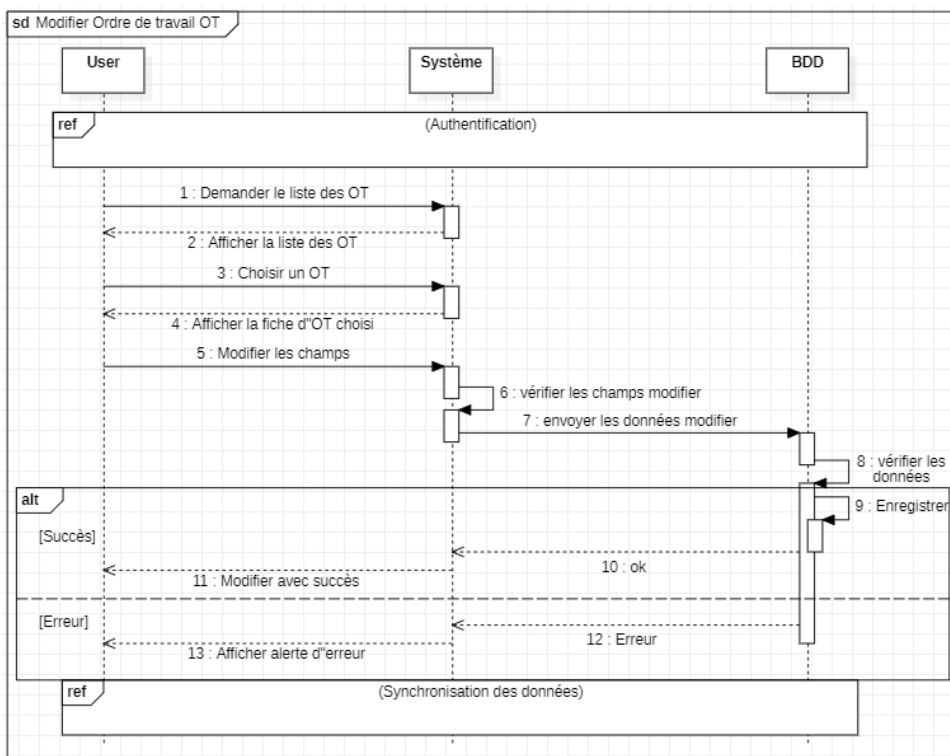 sd Modifier Ordre de travail OT
User
Système
BDD
ref
(Authentification)
1 : Demander le liste des OT
2 : Afficher la liste des OT
3 : Choisir un OT
4 : Afficher la fiche d"OT choisi
5 : Modifier les champs
6 : vérifier les champs modifier
7 : envoyer les données modifier
8 : vérifier les
données
alt
9 : Enregistrer
[Succès]
10 : ok
11 : Modifier avec succès
[Erreur]
12 : Erreur
13 : Afficher alerte d"erreur
ref
(Synchronisation des données)